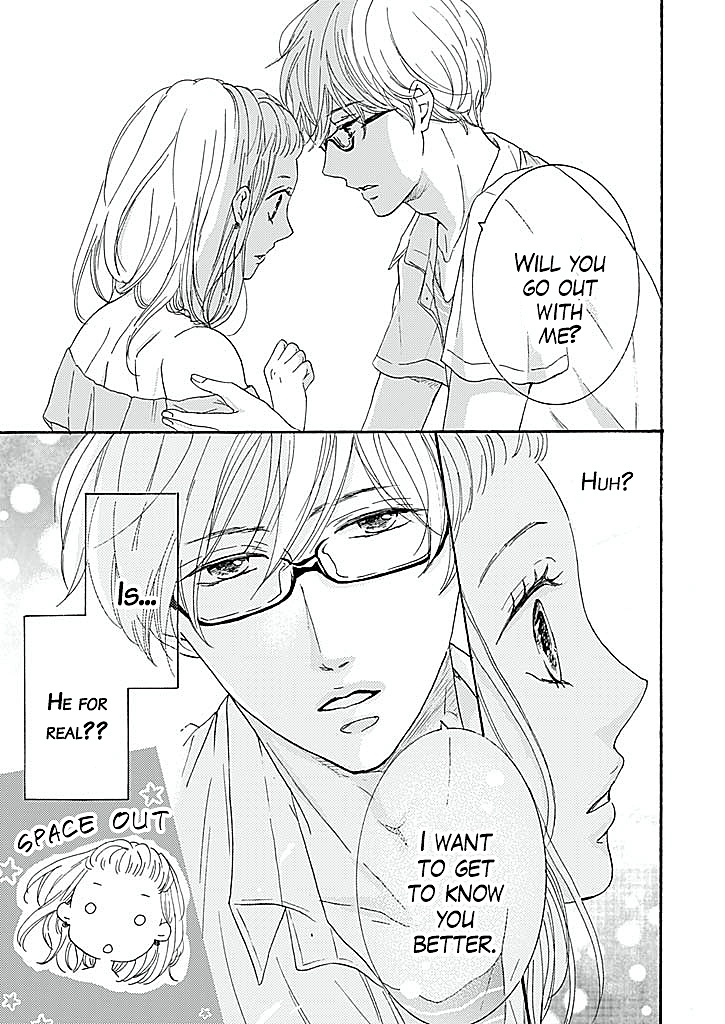 WILL YOU
GO OUT
WITH
ME?
HUH?
IS...
HE FOR
REAL??
SPACE OUT
I WANT
TO GET
TO KNOW
YOU
BETTER.